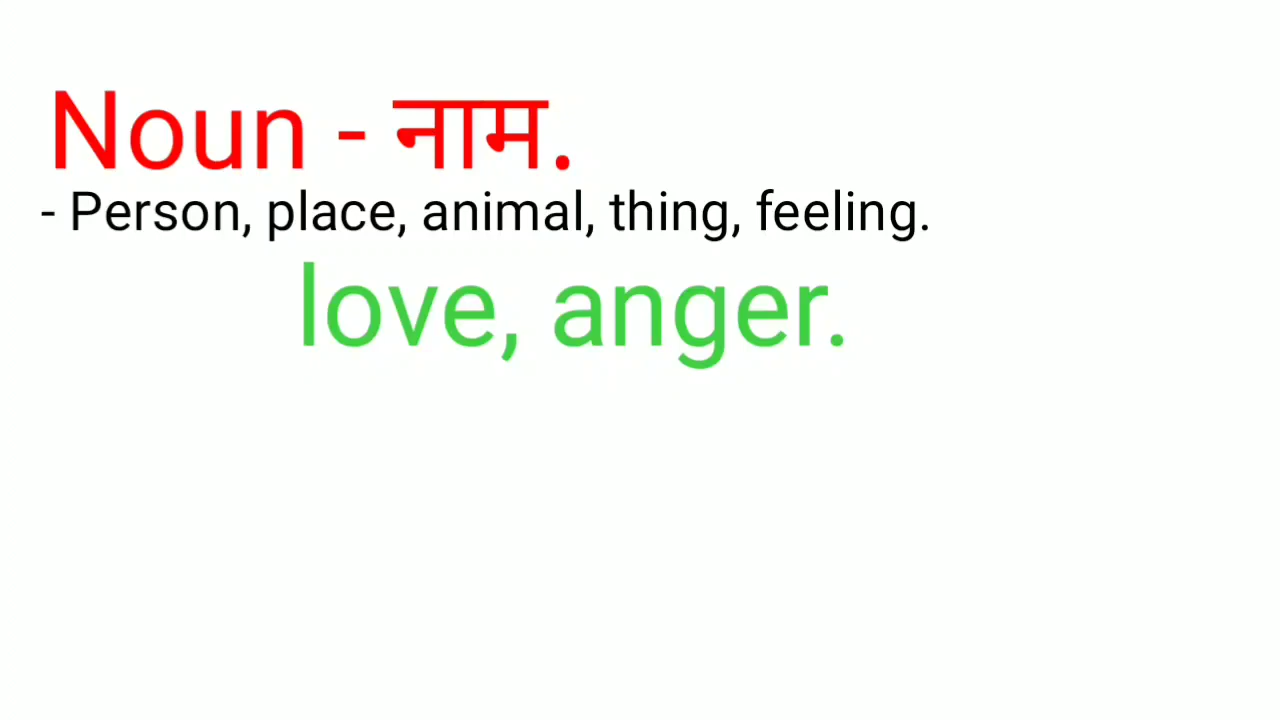 Noun - नाम.
- Person, place, animal, thing, feeling.
love, anger.